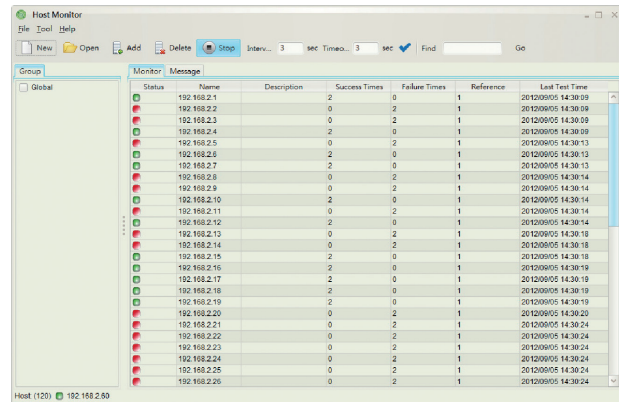 Host Monitor
File Tool Help
New Open Add Delete Stop Interv... 3 sec Timeo... 3 sec Find Go
Group Monitor Message
Global
Status Name Description Success Times Failure Times Reference Last Test Time
192.168.2.1 2 0 1 2012/09/05 14:30:09
192.168.2.2 0 2 1 2012/09/05 14:30:09
192.168.2.3 0 2 1 2012/09/05 14:30:09
192.168.2.4 2 0 1 2012/09/05 14:30:09
192.168.2.5 0 2 1 2012/09/05 14:30:13
192.168.2.6 2 0 1 2012/09/05 14:30:13
192.168.2.7 2 0 1 2012/09/05 14:30:13
192.168.2.8 0 2 1 2012/09/05 14:30:14
192.168.2.9 0 2 1 2012/09/05 14:30:14
192.168.2.10 2 0 1 2012/09/05 14:30:14
192.168.2.11 0 2 1 2012/09/05 14:30:14
192.168.2.12 2 0 1 2012/09/05 14:30:14
192.168.2.13 0 2 1 2012/09/05 14:30:18
192.168.2.14 0 2 1 2012/09/05 14:30:18
192.168.2.15 2 0 1 2012/09/05 14:30:18
192.168.2.16 2 0 1 2012/09/05 14:30:19
192.168.2.17 2 0 1 2012/09/05 14:30:19
192.168.2.18 2 0 1 2012/09/05 14:30:19
192.168.2.19 2 0 1 2012/09/05 14:30:19
192.168.2.20 0 2 1 2012/09/05 14:30:20
192.168.2.21 0 2 1 2012/09/05 14:30:24
192.168.2.22 0 2 1 2012/09/05 14:30:24
192.168.2.23 0 2 1 2012/09/05 14:30:24
192.168.2.24 0 2 1 2012/09/05 14:30:24
192.168.2.25 0 2 1 2012/09/05 14:30:24
192.168.2.26 0 2 1 2012/09/05 14:30:24
Host: (120) 192.168.2.60